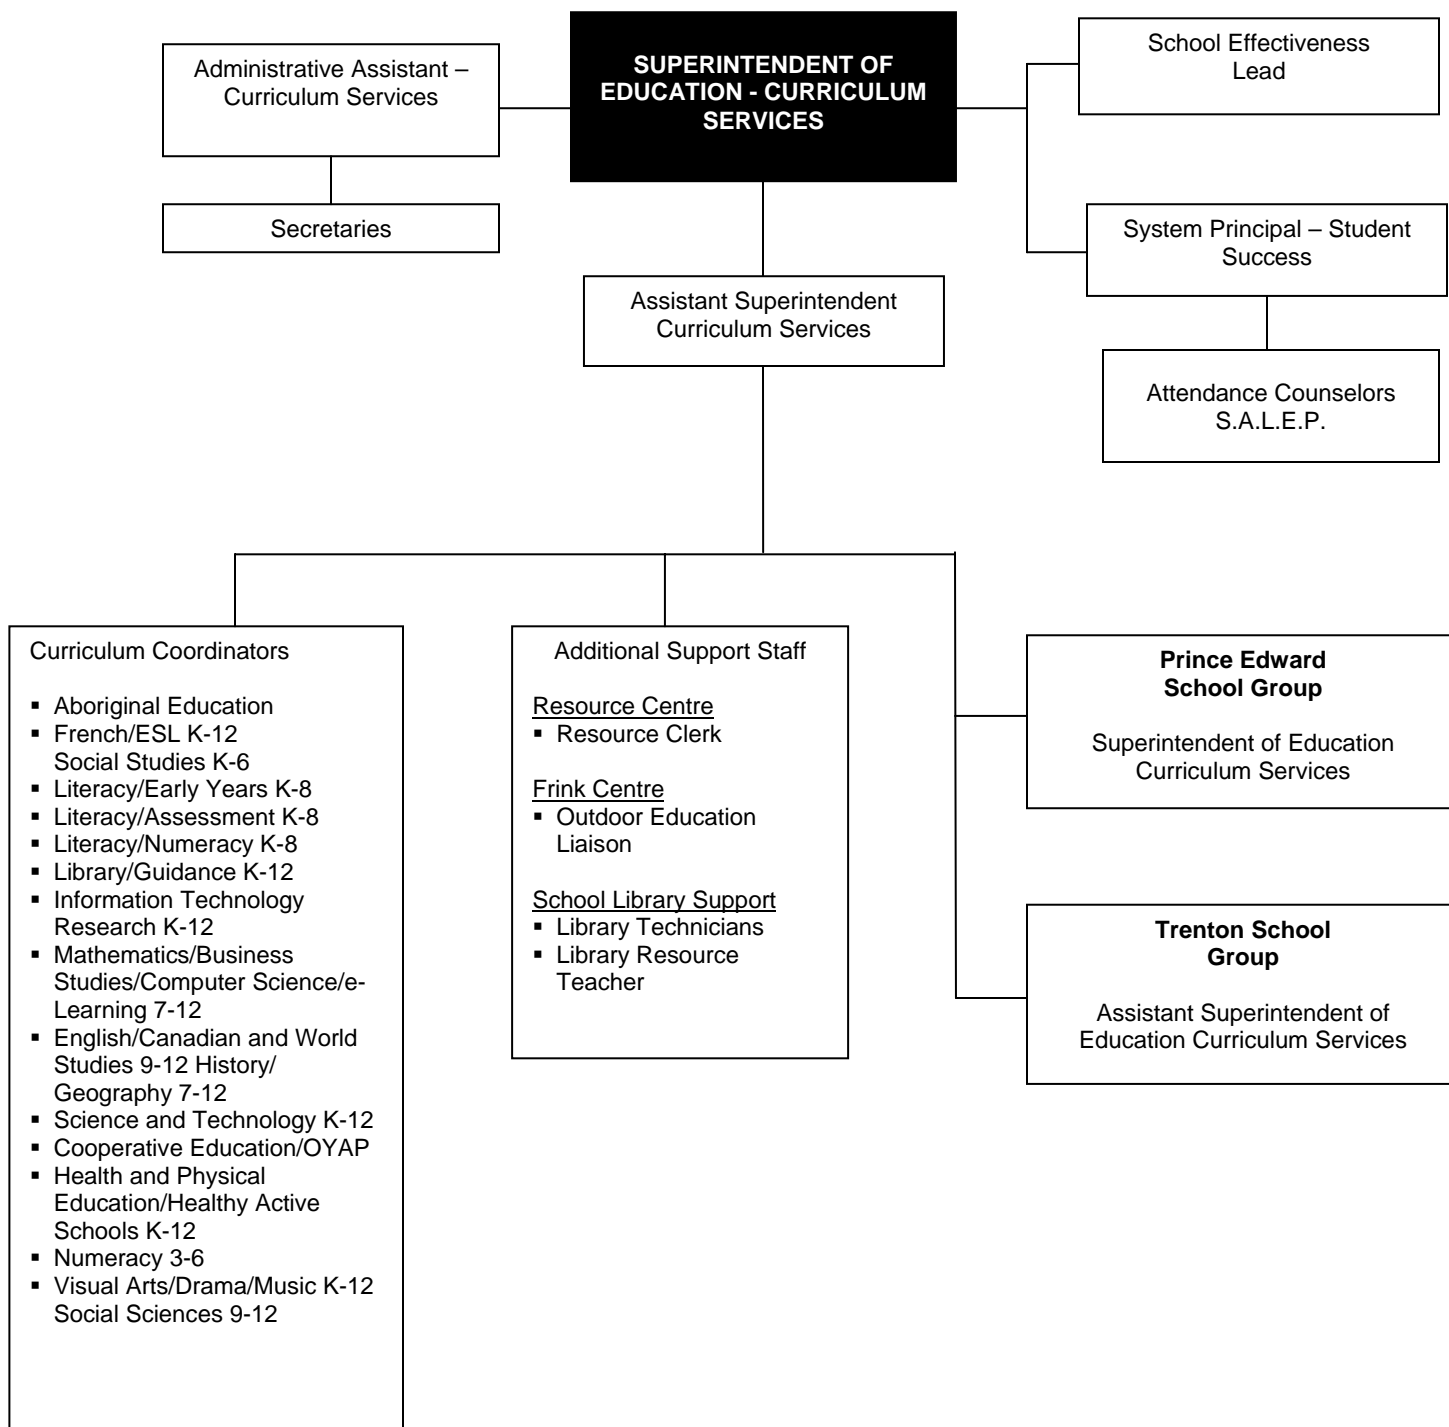 Administrative Assistant –
Curriculum Services
SUPERINTENDENT OF
EDUCATION - CURRICULUM
SERVICES
School Effectiveness
Lead
Secretaries
System Principal – Student
Success
Assistant Superintendent
Curriculum Services
Attendance Counselors
S.A.L.E.P.
Curriculum Coordinators
▪ Aboriginal Education
▪ French/ESL K-12
Social Studies K-6
▪ Literacy/Early Years K-8
▪ Literacy/Assessment K-8
▪ Literacy/Numeracy K-8
▪ Library/Guidance K-12
▪ Information Technology
Research K-12
▪ Mathematics/Business
Studies/Computer Science/e-
Learning 7-12
▪ English/Canadian and World
Studies 9-12 History/
Geography 7-12
▪ Science and Technology K-12
▪ Cooperative Education/OYAP
▪ Health and Physical
Education/Healthy Active
Schools K-12
▪ Numeracy 3-6
▪ Visual Arts/Drama/Music K-12
Social Sciences 9-12
Additional Support Staff
Resource Centre
▪ Resource Clerk
Frink Centre
▪ Outdoor Education
Liaison
School Library Support
▪ Library Technicians
▪ Library Resource
Teacher
Prince Edward
School Group
Superintendent of Education
Curriculum Services
Trenton School
Group
Assistant Superintendent of
Education Curriculum Services